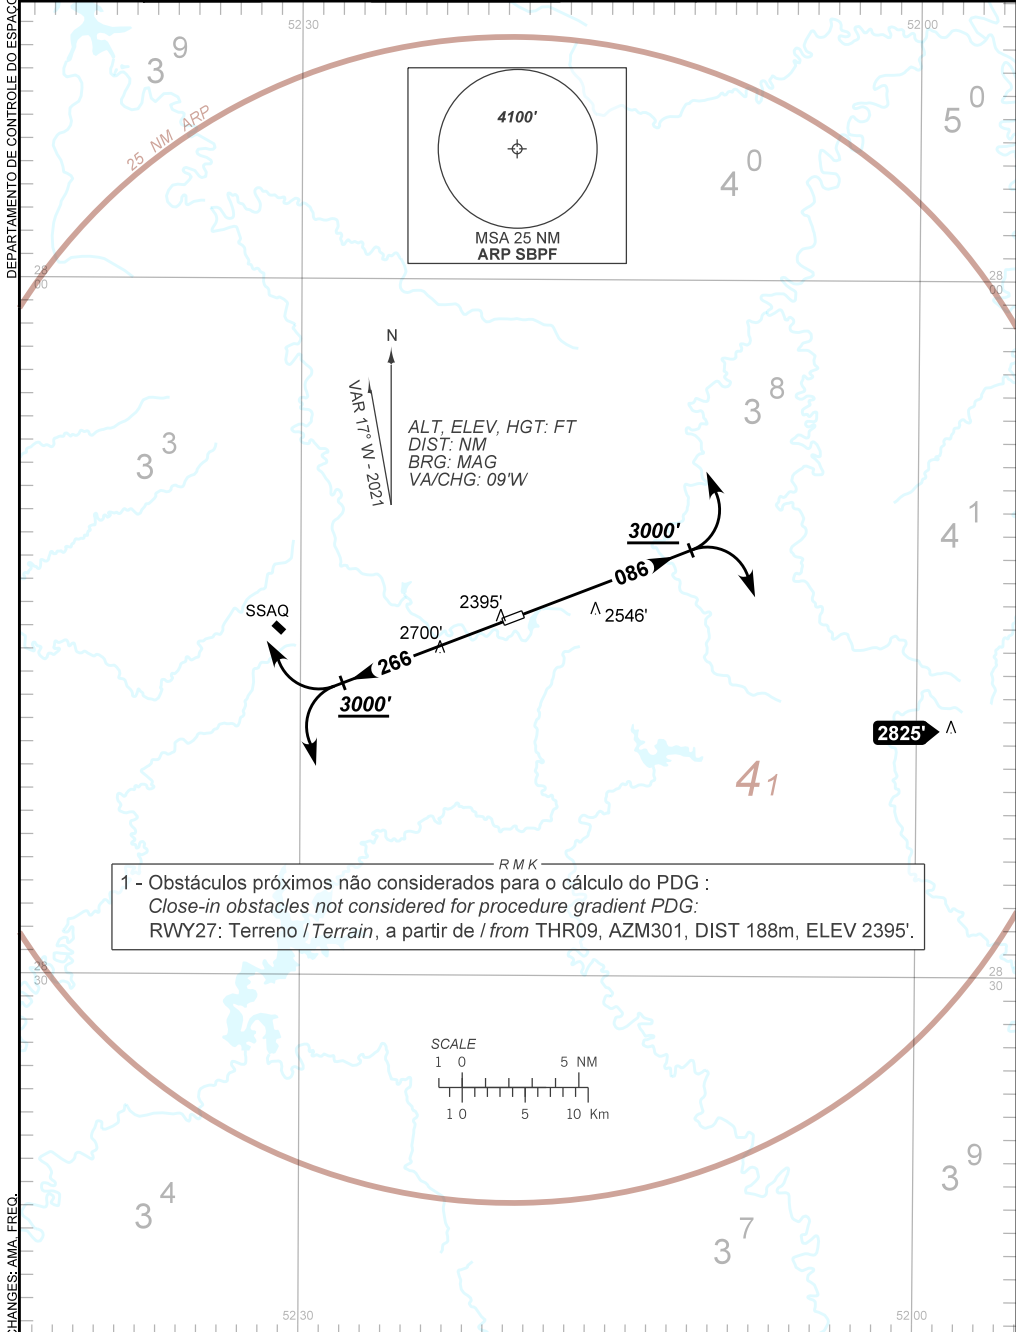 DEPARTAMENTO DE CONTROLE DO ESPAÇO
52 30
52 00
3 9
25 NM ARP
4100'
5 0
4 0
MSA 25 NM
ARP SBPF
28
00
28
00
N
VAR 17° W - 2021
ALT, ELEV, HGT: FT
DIST: NM
BRG: MAG
VA/CHG: 09'W
3 8
3 3
4 1
3000'
086
2395'
2546'
SSAQ
2700'
266
3000'
2825'
4 1
RMK
1 - Obstáculos próximos não considerados para o cálculo do PDG :
Close-in obstacles not considered for procedure gradient PDG:
RWY27: Terreno / Terrain, a partir de / from THR09, AZM301, DIST 188m, ELEV 2395'.
28
30
28
30
SCALE
1 0 5 NM
1 0 5 10 Km
3 4
3 9
3 7
CHANGES: AMA, FREQ.
52 30
52 00